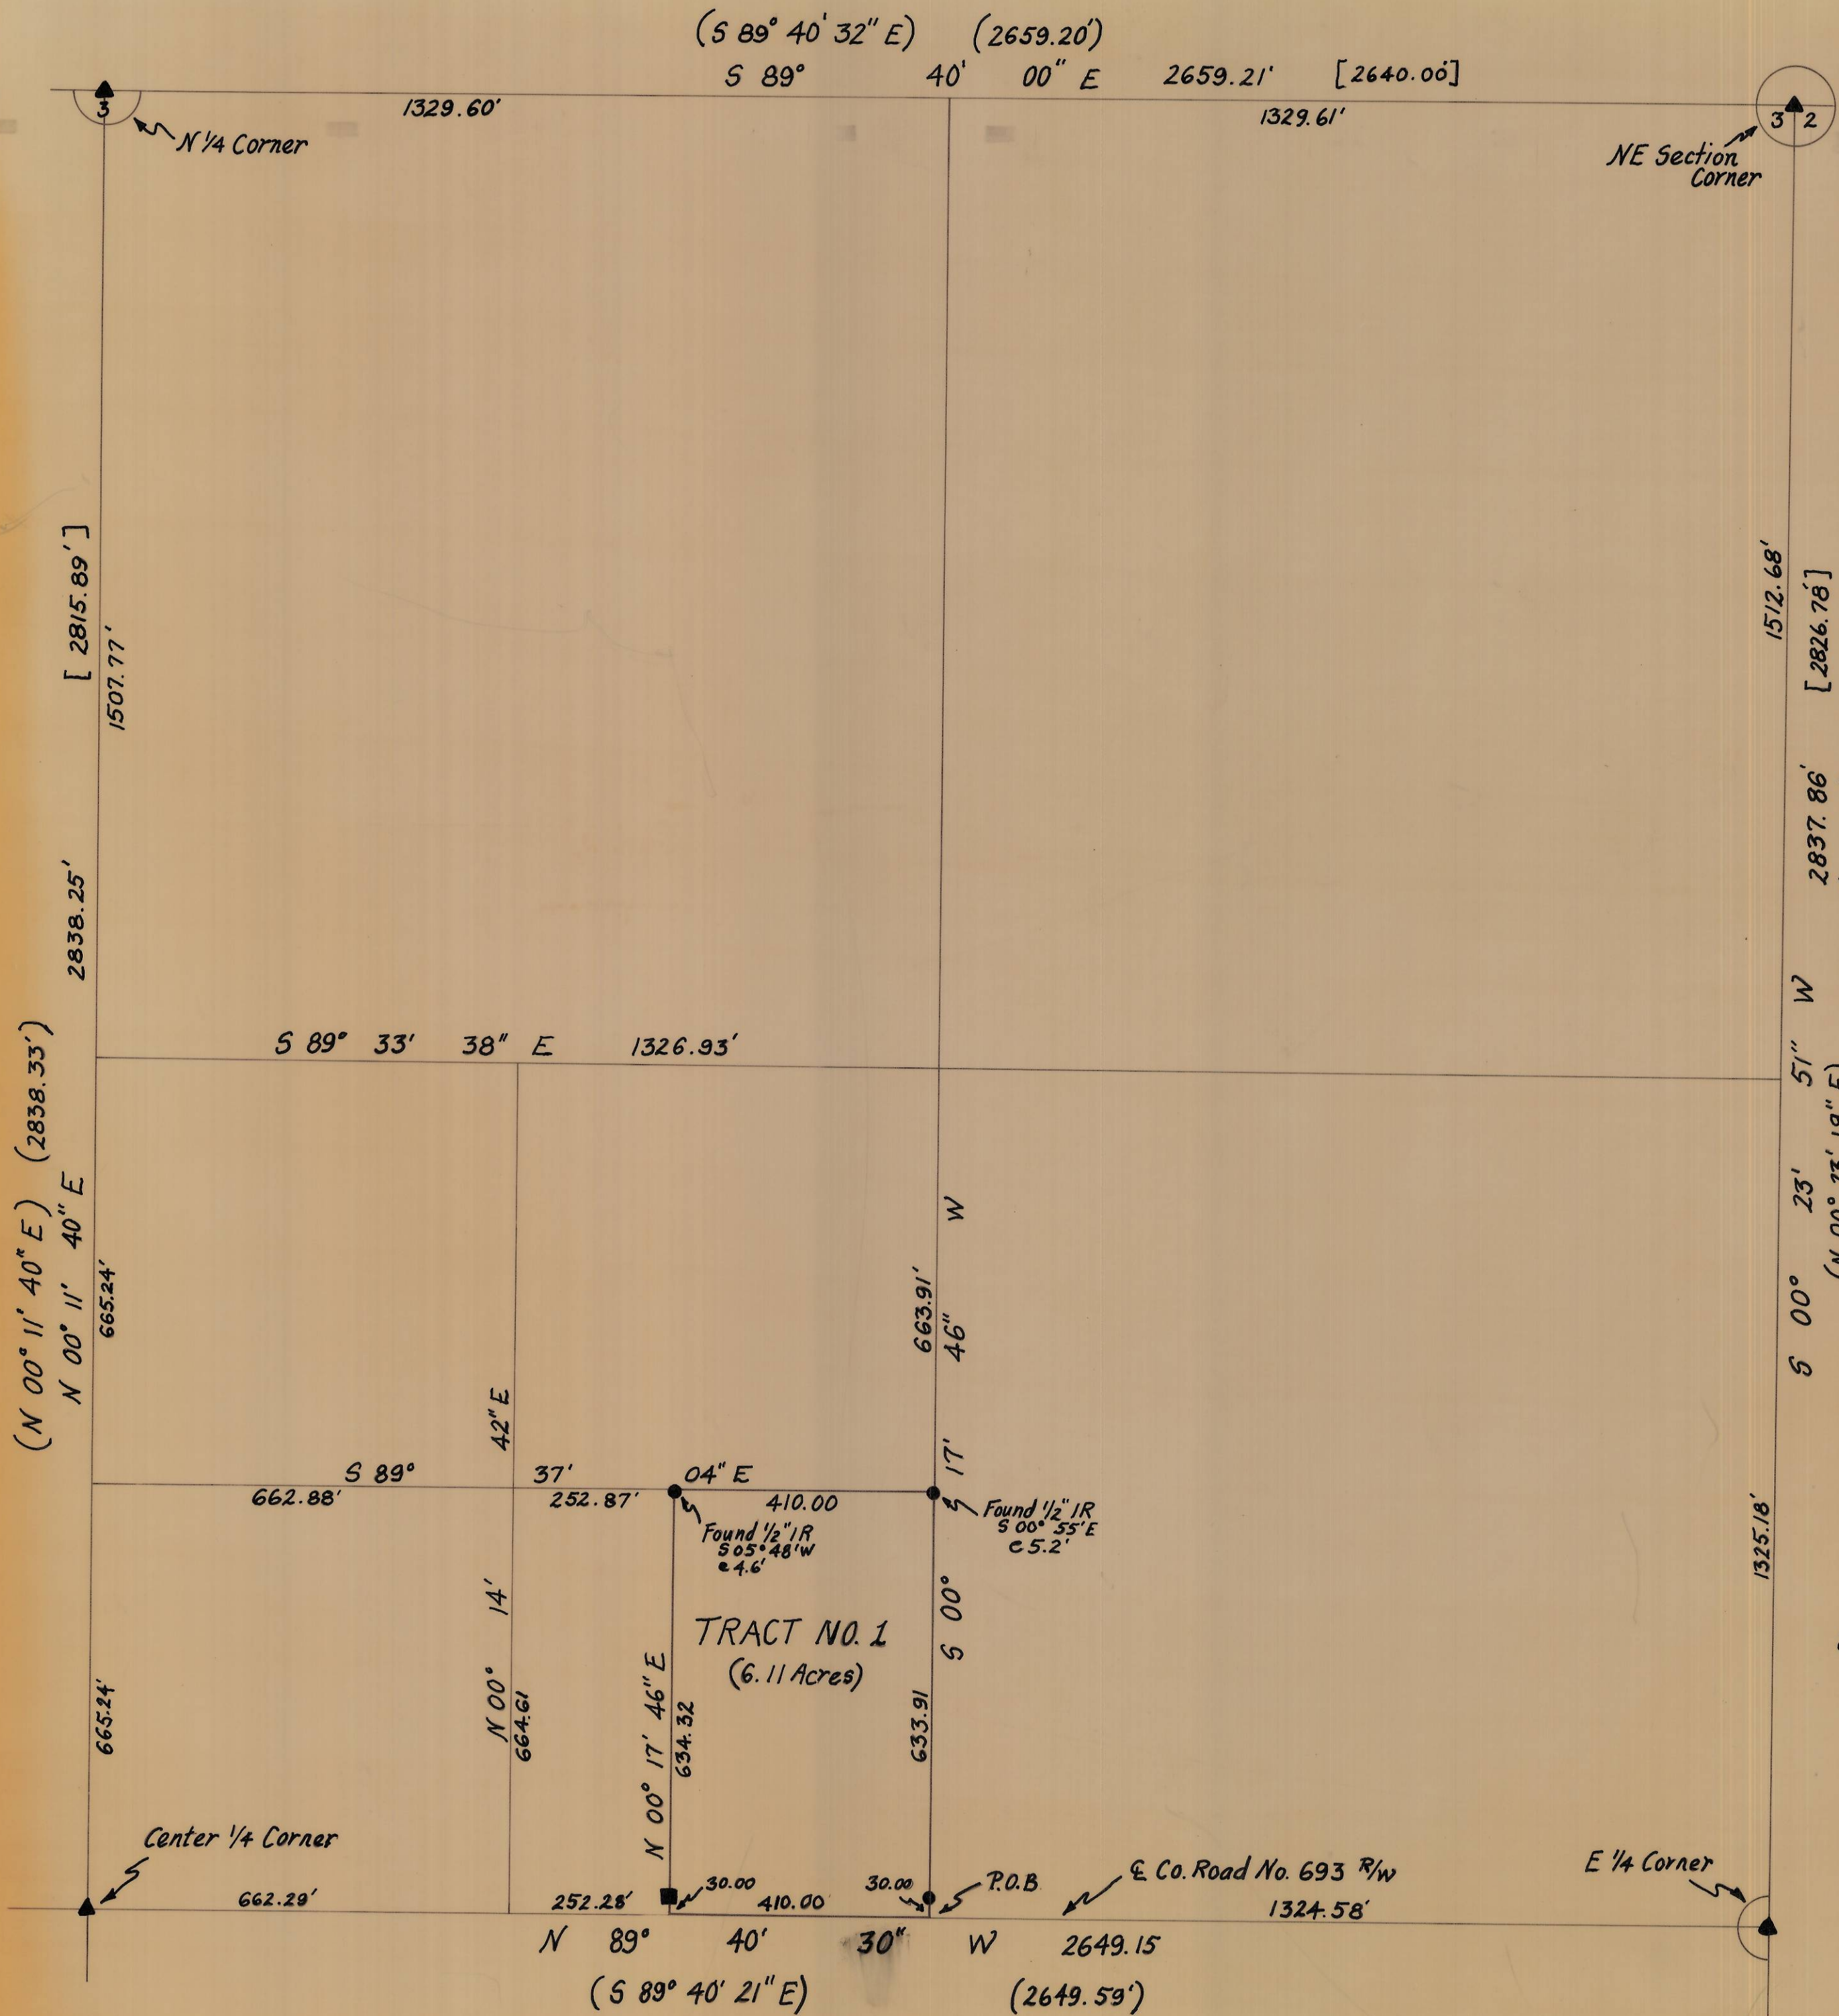 (S 89° 40' 32" E) (2659.20')
S 89° 40' 00" E 2659.21' [2640.00']
1329.60'
1329.61'
3
N 1/4 Corner
3 2
NE Section
Corner
[ 2815.89' ]
1507.77'
2838.25'
(N 00° 11' 40" E) (2838.33')
N 00° 11' 40" E
665.24'
665.24'
1512.68'
[2826.78']
2837.86'
S 00° 23' 51" W
1325.18'
S 89° 33' 38" E 1326.93'
663.91'
S 00° 17' 46" W
N 00° 14' 42" E
664.61
S 89° 37' 04" E
662.88'
252.87'
410.00
Found 1/2" IR
S 05° 48' W
@ 4.6'
Found 1/2" IR
S 00° 55' E
@ 5.2'
TRACT NO. 1
(6.11 Acres)
N 00° 17' 46" E
634.32
633.91
Center 1/4 Corner
662.29'
252.28'
30.00
410.00
30.00
P.O.B.
℄ Co. Road No. 693 R/W
1324.58'
E 1/4 Corner
N 89° 40' 30" W 2649.15
(S 89° 40' 21" E) (2649.59')